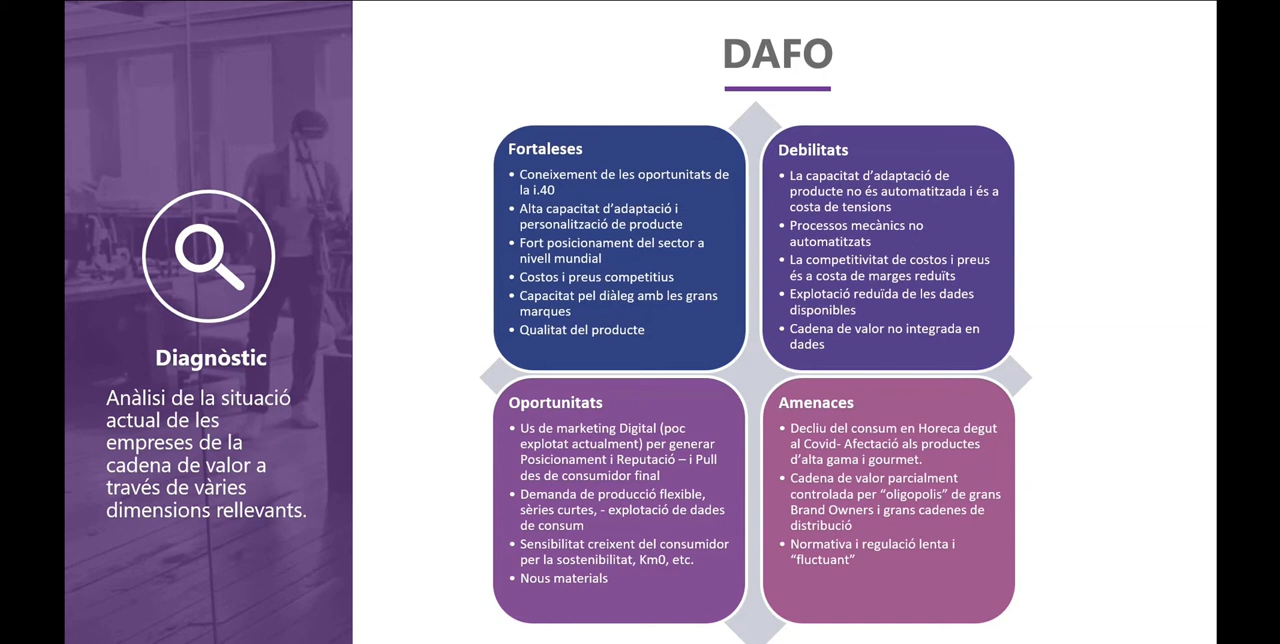 DAFO
Diagnòstic
Anàlisi de la situació
actual de les
empreses de la
cadena de valor a
través de vàries
dimensions rellevants.
Fortaleses
• Coneixement de les oportunitats de
la i.40
• Alta capacitat d'adaptació i
personalització de producte
• Fort posicionament del sector a
nivell mundial
• Costos i preus competitius
• Capacitat pel diàleg amb les grans
marques
• Qualitat del producte
Debilitats
• La capacitat d'adaptació de
producte no és automatitzada i és a
costa de tensions
• Processos mecànics no
automatitzats
• La competitivitat de costos i preus
és a costa de marges reduïts
• Explotació reduïda de les dades
disponibles
• Cadena de valor no integrada en
dades
Oportunitats
• Us de marketing Digital (poc
explotat actualment) per generar
Posicionament i Reputació – i Pull
des de consumidor final
• Demanda de producció flexible,
sèries curtes, - explotació de dades
de consum
• Sensibilitat creixent del consumidor
per la sostenibilitat, Km0, etc.
• Nous materials
Amenaces
• Decliu del consum en Horeca degut
al Covid- Afectació als productes
d'alta gama i gourmet.
• Cadena de valor parcialment
controlada per “oligopolis” de grans
Brand Owners i grans cadenes de
distribució
• Normativa i regulació lenta i
“fluctuant”